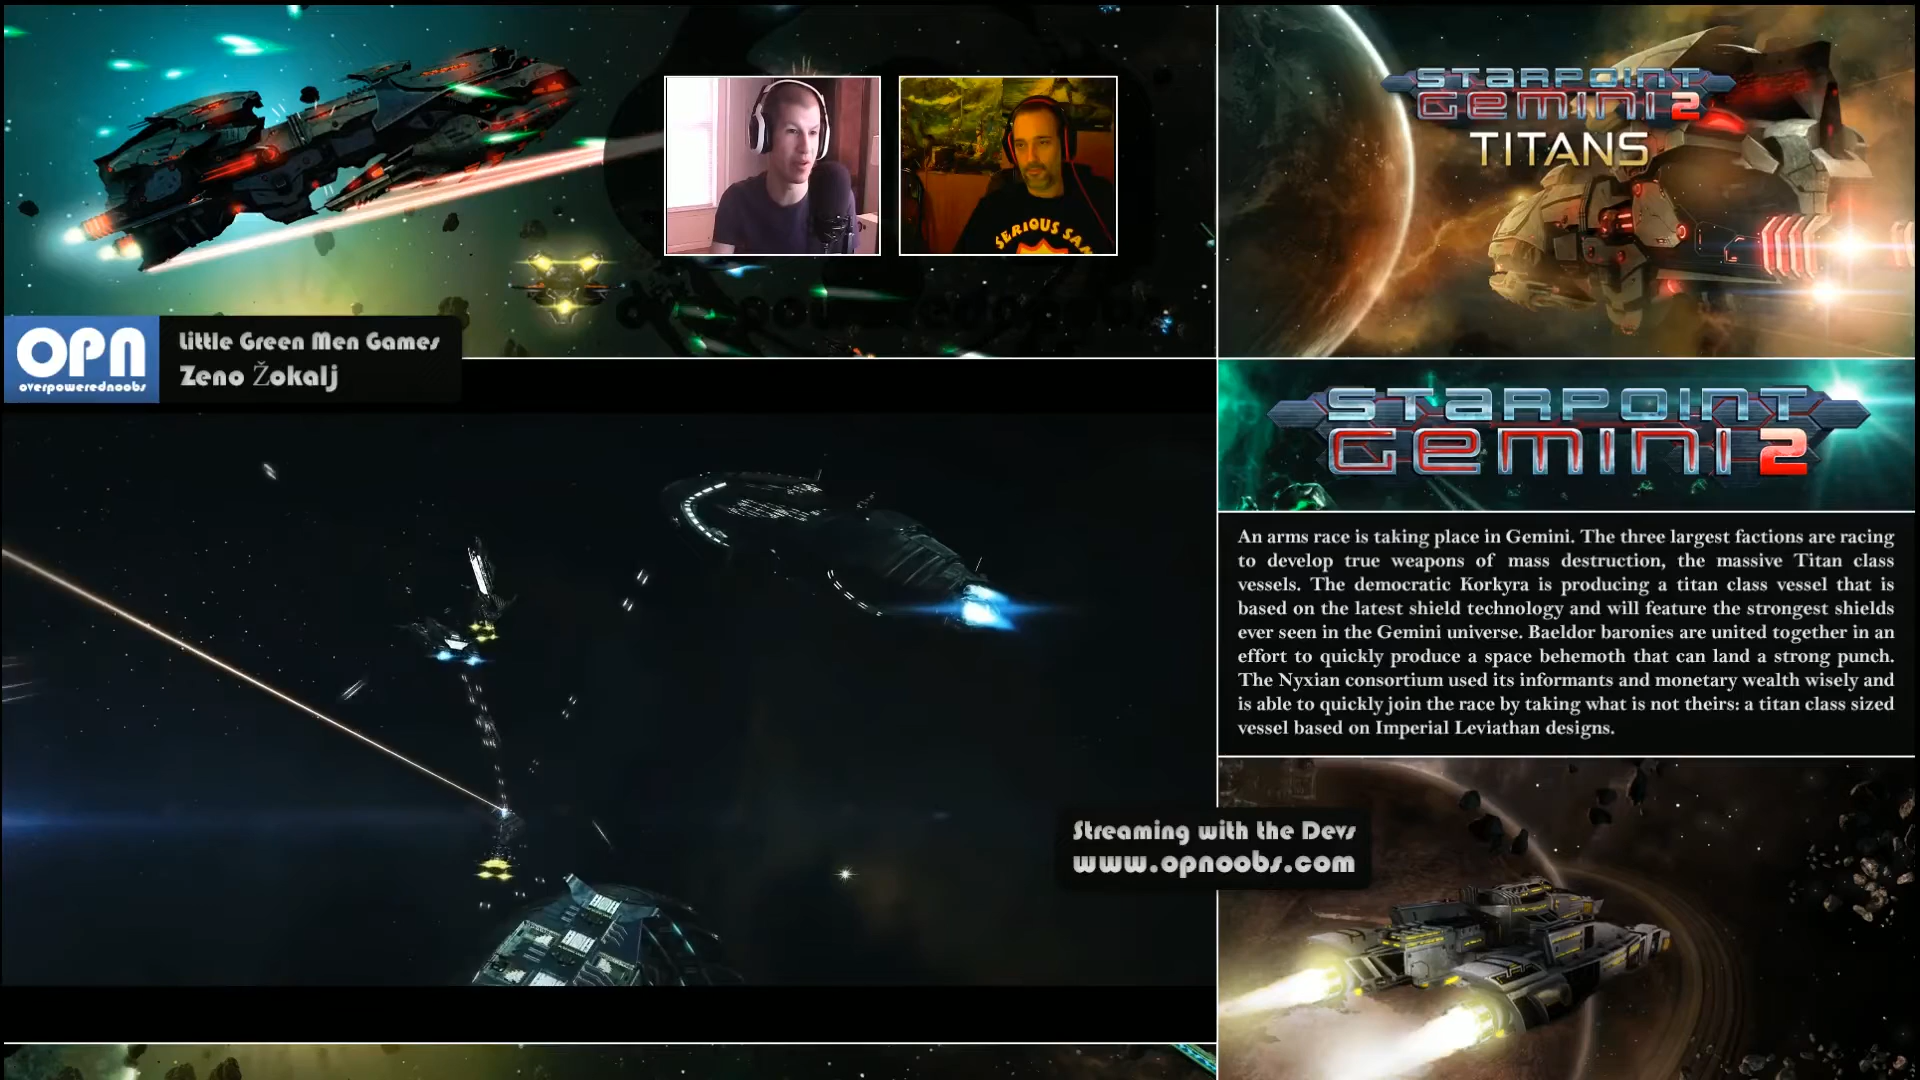 STARPOINT
GEMINI 2
TITANS
SERIOUS SAM
OPN
overpowerednoobs
Little Green Men Games
Zeno Žokalj
STARPOINT
GEMINI 2
An arms race is taking place in Gemini. The three largest factions are racing
to develop true weapons of mass destruction, the massive Titan class
vessels. The democratic Korkyra is producing a titan class vessel that is
based on the latest shield technology and will feature the strongest shields
ever seen in the Gemini universe. Baeldor baronies are united together in an
effort to quickly produce a space behemoth that can land a strong punch.
The Nyxian consortium used its informants and monetary wealth wisely and
is able to quickly join the race by taking what is not theirs: a titan class sized
vessel based on Imperial Leviathan designs.
Streaming with the Devs
www.opnoobs.com